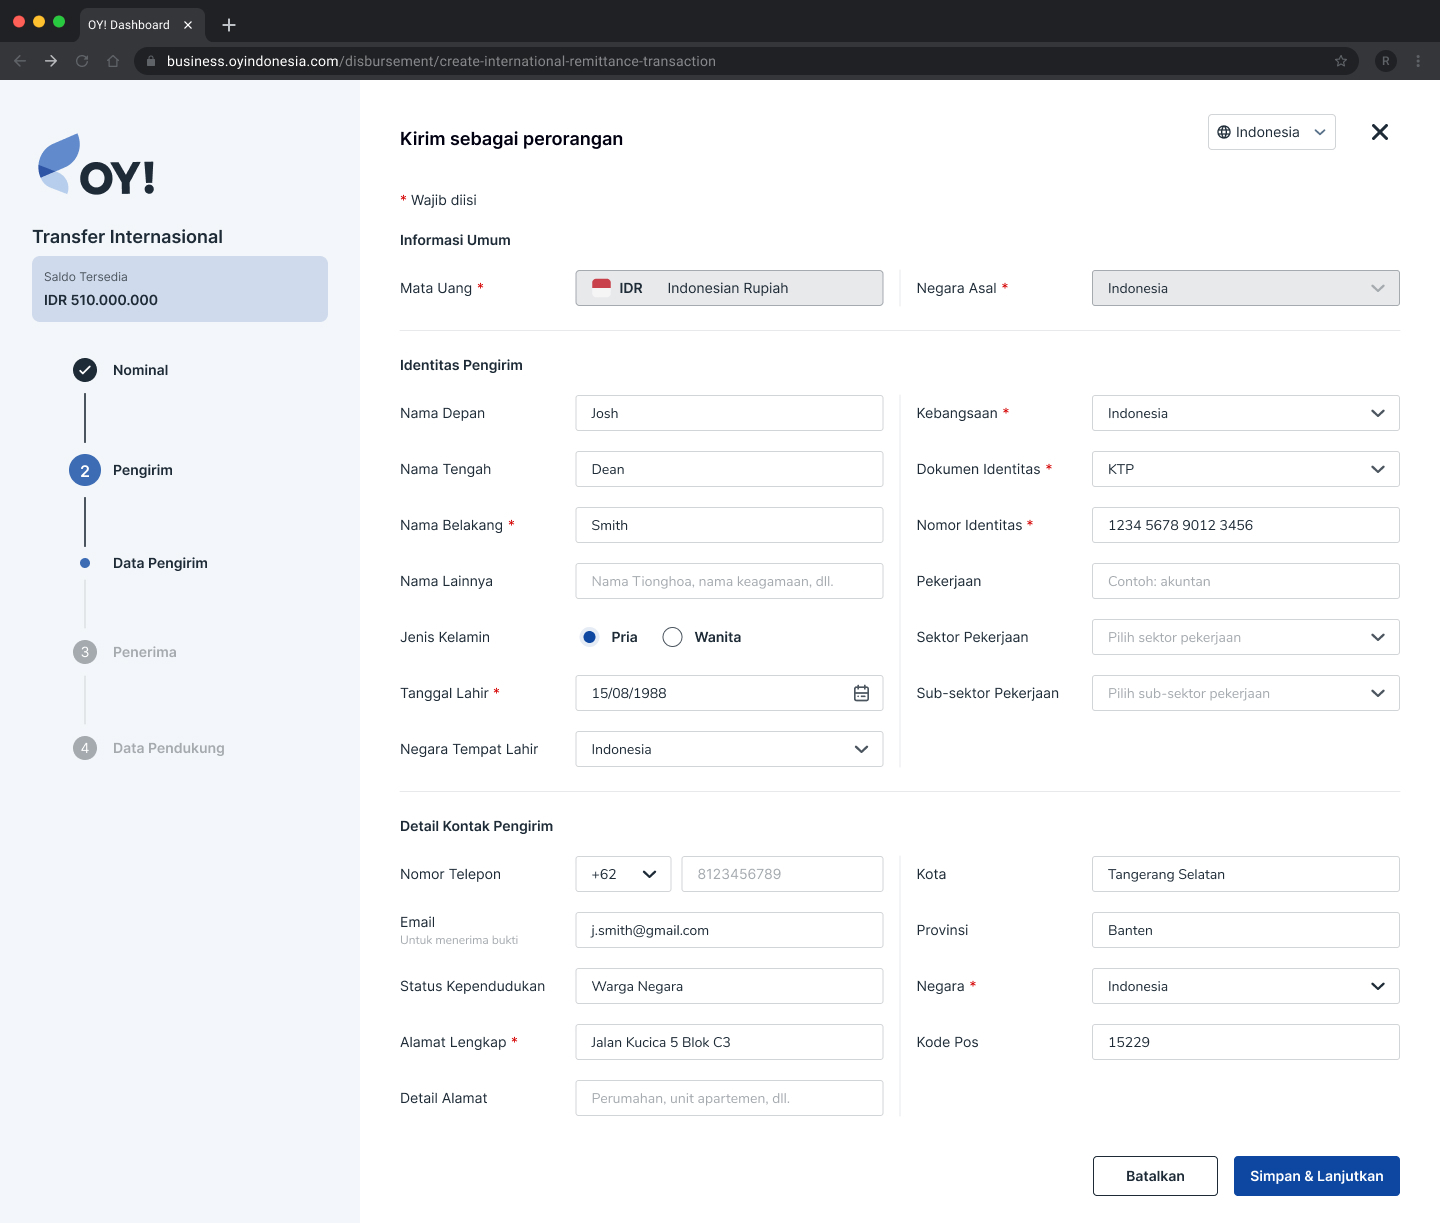 OY! Dashboard
business.oyindonesia.com/disbursement/create-international-remittance-transaction
R
OY!
Transfer Internasional
Saldo Tersedia
IDR 510.000.000
Nominal
2 Pengirim
Data Pengirim
3 Penerima
4 Data Pendukung
Kirim sebagai perorangan
Indonesia
* Wajib diisi
Informasi Umum
Mata Uang * IDR Indonesian Rupiah
Negara Asal * Indonesia
Identitas Pengirim
Nama Depan Josh
Nama Tengah Dean
Nama Belakang * Smith
Nama Lainnya Nama Tionghoa, nama keagamaan, dll.
Jenis Kelamin Pria Wanita
Tanggal Lahir * 15/08/1988
Negara Tempat Lahir Indonesia
Kebangsaan * Indonesia
Dokumen Identitas * KTP
Nomor Identitas * 1234 5678 9012 3456
Pekerjaan Contoh: akuntan
Sektor Pekerjaan Pilih sektor pekerjaan
Sub-sektor Pekerjaan Pilih sub-sektor pekerjaan
Detail Kontak Pengirim
Nomor Telepon +62 8123456789
Email j.smith@gmail.com
Untuk menerima bukti
Status Kependudukan Warga Negara
Alamat Lengkap * Jalan Kucica 5 Blok C3
Detail Alamat Perumahan, unit apartemen, dll.
Kota Tangerang Selatan
Provinsi Banten
Negara * Indonesia
Kode Pos 15229
Batalkan
Simpan & Lanjutkan